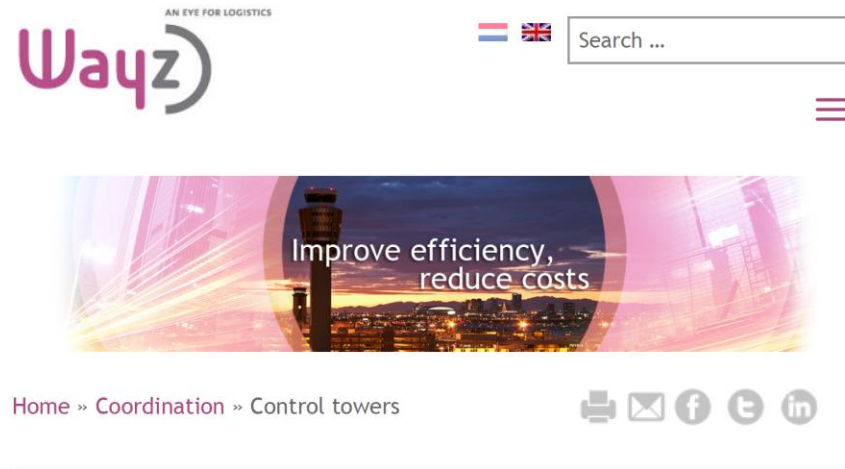 AN EYE FOR LOGISTICS
Wayz
Search ...
Improve efficiency,
reduce costs
Home » Coordination » Control towers